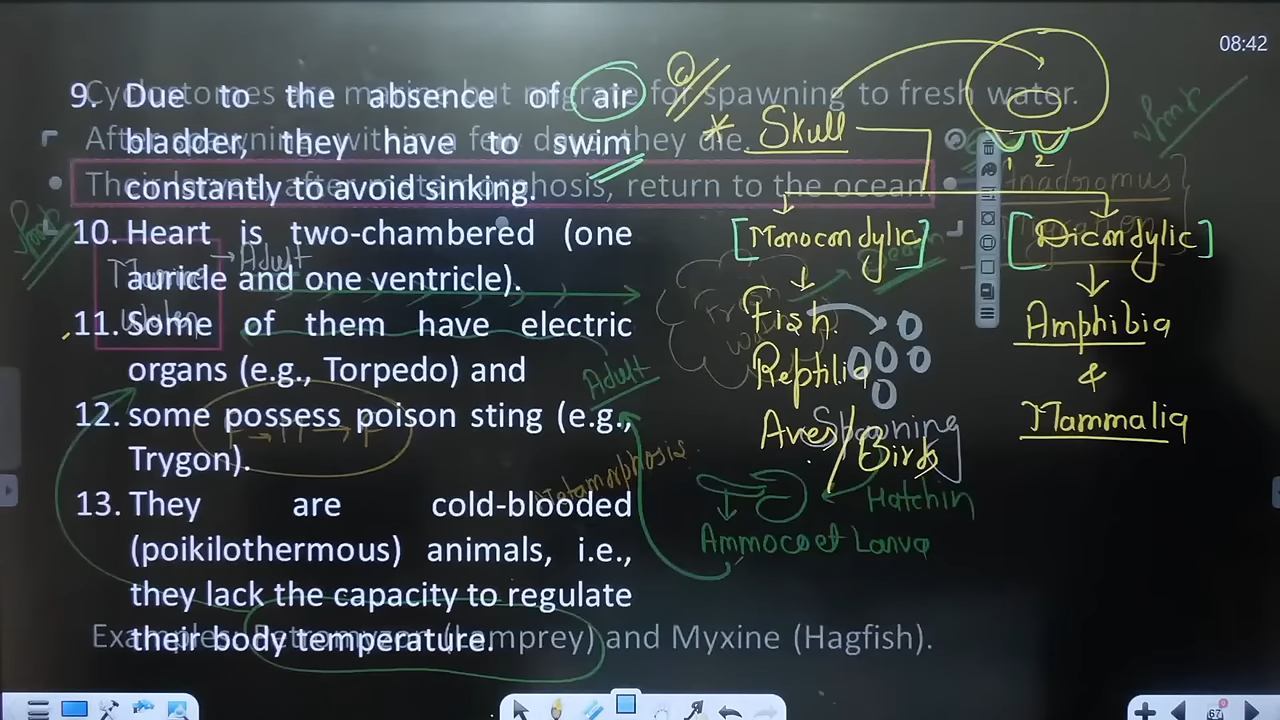 08:42
9. Due to the absence of air
bladder, they have to swim
constantly to avoid sinking.
10. Heart is two-chambered (one
auricle and one ventricle).
11. Some of them have electric
organs (e.g., Torpedo) and
12. some possess poison sting (e.g.,
Trygon).
13. They are cold-blooded
(poikilothermous) animals, i.e.,
they lack the capacity to regulate
their body temperature.
Cyclostomes are marine but migrate for spawning to fresh water.
After spawning, within a few days, they die.
Their larvae, after metamorphosis, return to the ocean.
Examples: Petromyzon (Lamprey) and Myxine (Hagfish).
* Skull
1 2
[Monocondylic]
[Dicondylic]
Fish
Reptilia
Aves/Birds
Amphibia
&
Mammalia
Anadromus
Adult
Adult
Spawning
Metamorphosis
Hatchin
Ammocoet Larva
67